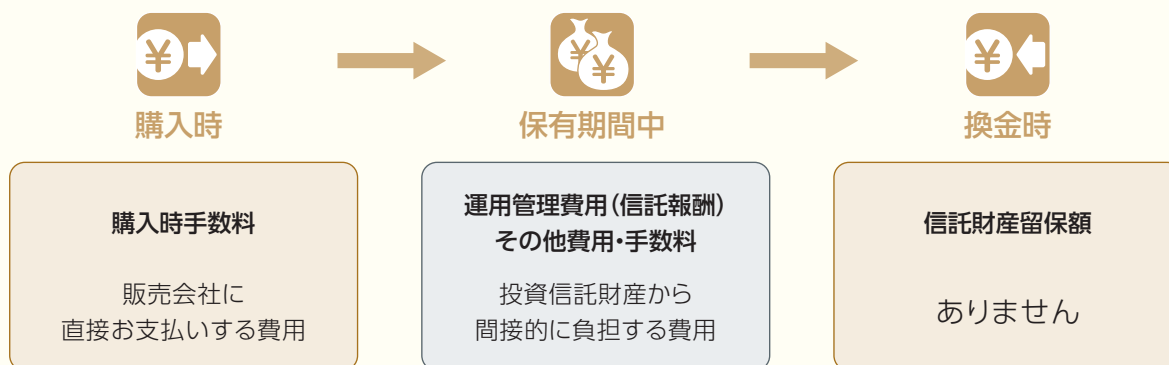 購入時
保有期間中
換金時
購入時手数料
販売会社に
直接お支払いする費用
運用管理費用(信託報酬)
その他費用・手数料
投資信託財産から
間接的に負担する費用
信託財産留保額
ありません